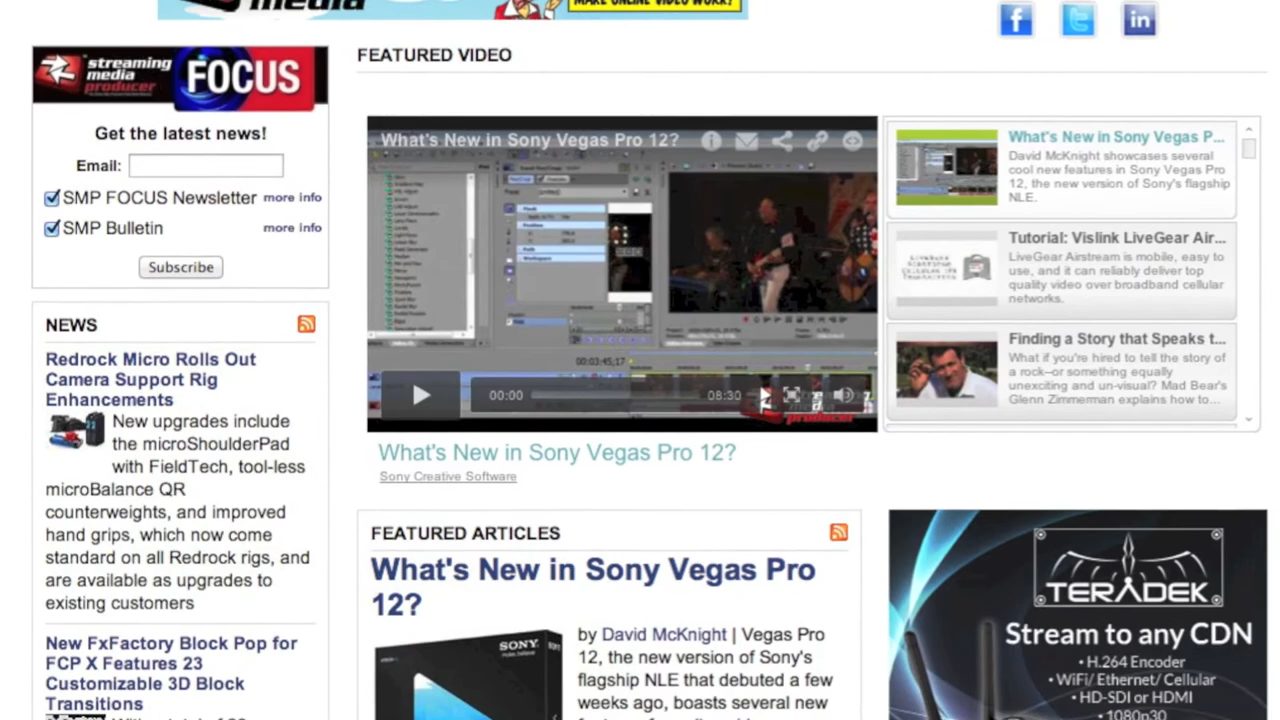 media
MAKE ONLINE VIDEO WORK!
streaming
media
producer
FOCUS
Get the latest news!
Email:
SMP FOCUS Newsletter more info
SMP Bulletin more info
Subscribe
NEWS
Redrock Micro Rolls Out
Camera Support Rig
Enhancements
New upgrades include
the microShoulderPad
with FieldTech, tool-less
microBalance QR
counterweights, and improved
hand grips, which now come
standard on all Redrock rigs, and
are available as upgrades to
existing customers
New FxFactory Block Pop for
FCP X Features 23
Customizable 3D Block
Transitions
FEATURED VIDEO
What's New in Sony Vegas Pro 12?
00:03:45;17
00:00 08:30
media
producer
What's New in Sony Vegas Pro 12?
Sony Creative Software
What's New in Sony Vegas P...
David McKnight showcases several
cool new features in Sony Vegas Pro
12, the new version of Sony's flagship
NLE.
Tutorial: Vislink LiveGear Air...
LiveGear Airstream is mobile, easy to
use, and it can reliably deliver top
quality video over broadband cellular
networks.
Finding a Story that Speaks t...
What if you're hired to tell the story of
a rock–or something equally
unexciting and un-visual? Mad Bear's
Glenn Zimmerman explains how to...
FEATURED ARTICLES
What's New in Sony Vegas Pro
12?
SONY
make.believe
by David McKnight | Vegas Pro
12, the new version of Sony's
flagship NLE that debuted a few
weeks ago, boasts several new
TERADEK
Stream to any CDN
• H.264 Encoder
• WiFi/ Ethernet/ Cellular
• HD-SDI or HDMI
• 1080p30